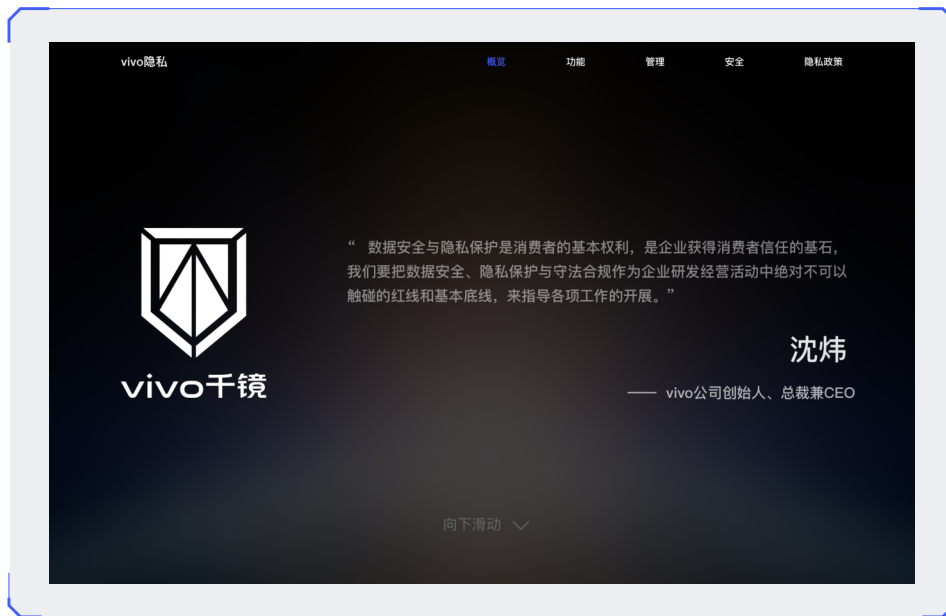 vivo隐私
概览
功能
管理
安全
隐私政策
“ 数据安全与隐私保护是消费者的基本权利，是企业获得消费者信任的基石，
我们要把数据安全、隐私保护与守法合规作为企业研发经营活动中绝对不可以
触碰的红线和基本底线，来指导各项工作的开展。”
沈炜
—— vivo公司创始人、总裁兼CEO
vivo千镜
向下滑动